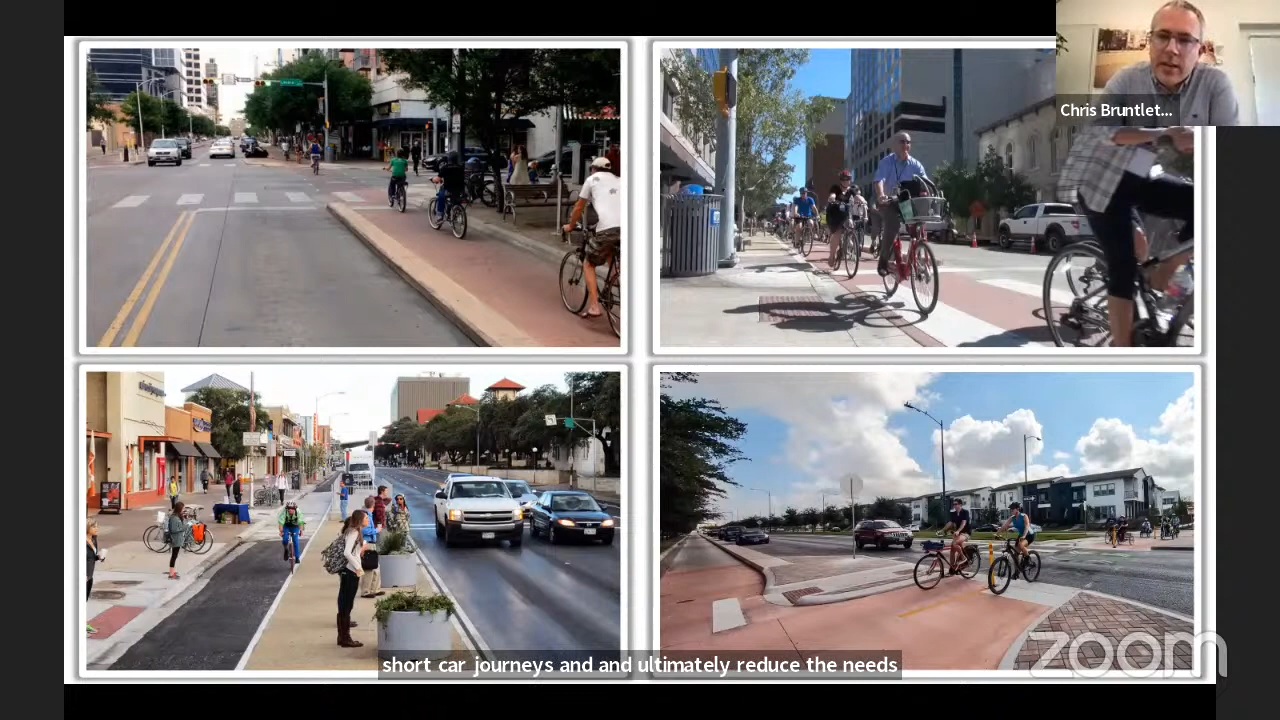 Chris Bruntlet...
short car journeys and and ultimately reduce the needs
zoom